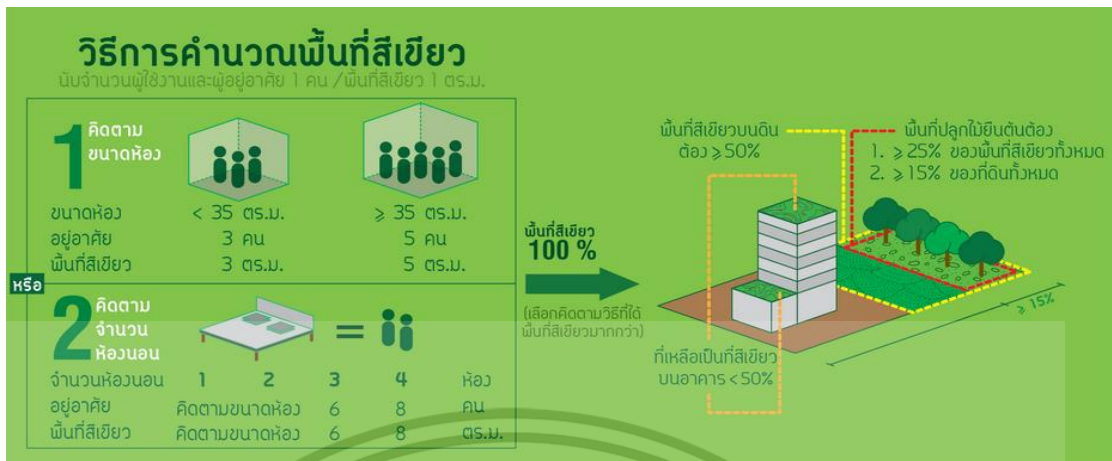 วิธีการคำนวณพื้นที่สีเขียว
นับจำนวนผู้ใช้งานและผู้อยู่อาศัย 1 คน /พื้นที่สีเขียว 1 ตร.ม.
1 คิดตาม
ขนาดห้อง
ขนาดห้อง < 35 ตร.ม. ⩾ 35 ตร.ม.
อยู่อาศัย 3 คน 5 คน
พื้นที่สีเขียว 3 ตร.ม. 5 ตร.ม.
หรือ
2 คิดตาม
จำนวน
ห้องนอน
=
จำนวนห้องนอน 1 2 3 4 ห้อง
อยู่อาศัย คิดตามขนาดห้อง 6 8 คน
พื้นที่สีเขียว คิดตามขนาดห้อง 6 8 ตร.ม.
พื้นที่สีเขียว
100 %
(เลือกคิดตามวิธีที่ได้
พื้นที่สีเขียวมากกว่า)
พื้นที่สีเขียวบนดิน
ต้อง ⩾ 50%
พื้นที่ปลูกไม้ยืนต้นต้อง
1. ⩾ 25% ของพื้นที่สีเขียวทั้งหมด
2. ⩾ 15% ของที่ดินทั้งหมด
⩾ 15%
ที่เหลือเป็นที่สีเขียว
บนอาคาร < 50%